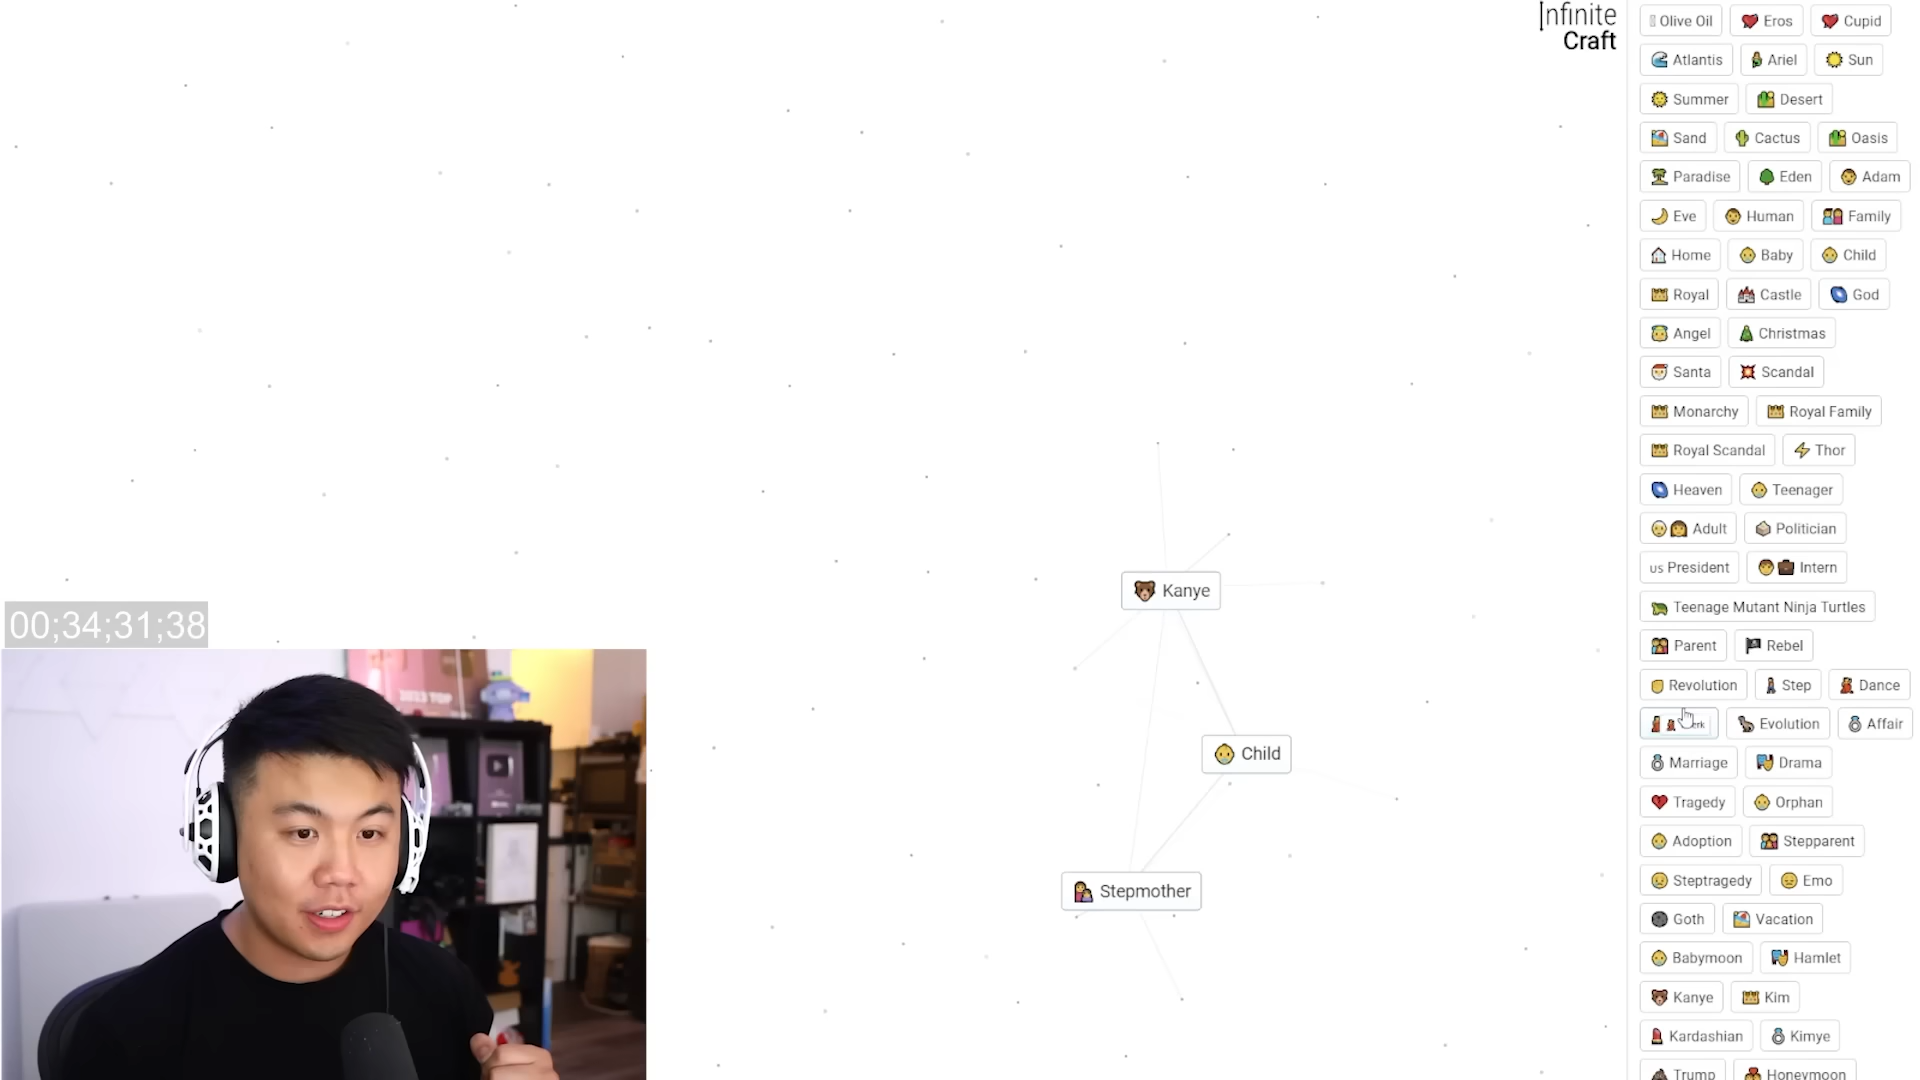 Infinite
Craft
Olive Oil Eros Cupid
Atlantis Ariel Sun
Summer Desert
Sand Cactus Oasis
Paradise Eden Adam
Eve Human Family
Home Baby Child
Royal Castle God
Angel Christmas
Santa Scandal
Monarchy Royal Family
Royal Scandal Thor
Heaven Teenager
Adult Politician
US President Intern
Teenage Mutant Ninja Turtles
Parent Rebel
Revolution Step Dance
Evolution Affair
Marriage Drama
Tragedy Orphan
Adoption Stepparent
Steptragedy Emo
Goth Vacation
Babymoon Hamlet
Kanye Kim
Kardashian Kimye
Trump Honeymoon
Kanye
Child
Stepmother
00;34;31;38